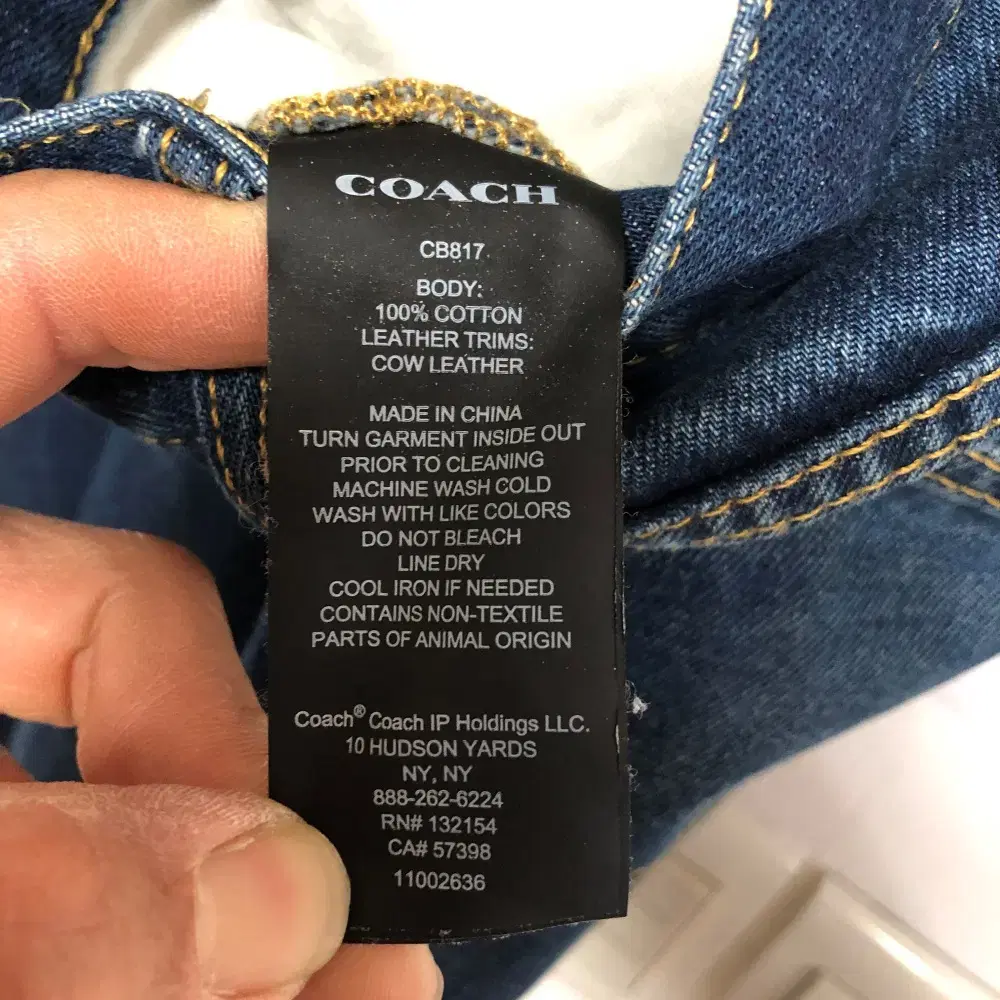 COACH
CB817
BODY:
100% COTTON
LEATHER TRIMS:
COW LEATHER
MADE IN CHINA
TURN GARMENT INSIDE OUT
PRIOR TO CLEANING
MACHINE WASH COLD
WASH WITH LIKE COLORS
DO NOT BLEACH
LINE DRY
COOL IRON IF NEEDED
CONTAINS NON-TEXTILE
PARTS OF ANIMAL ORIGIN
Coach® Coach IP Holdings LLC.
10 HUDSON YARDS
NY, NY
888-262-6224
RN# 132154
CA# 57398
11002636